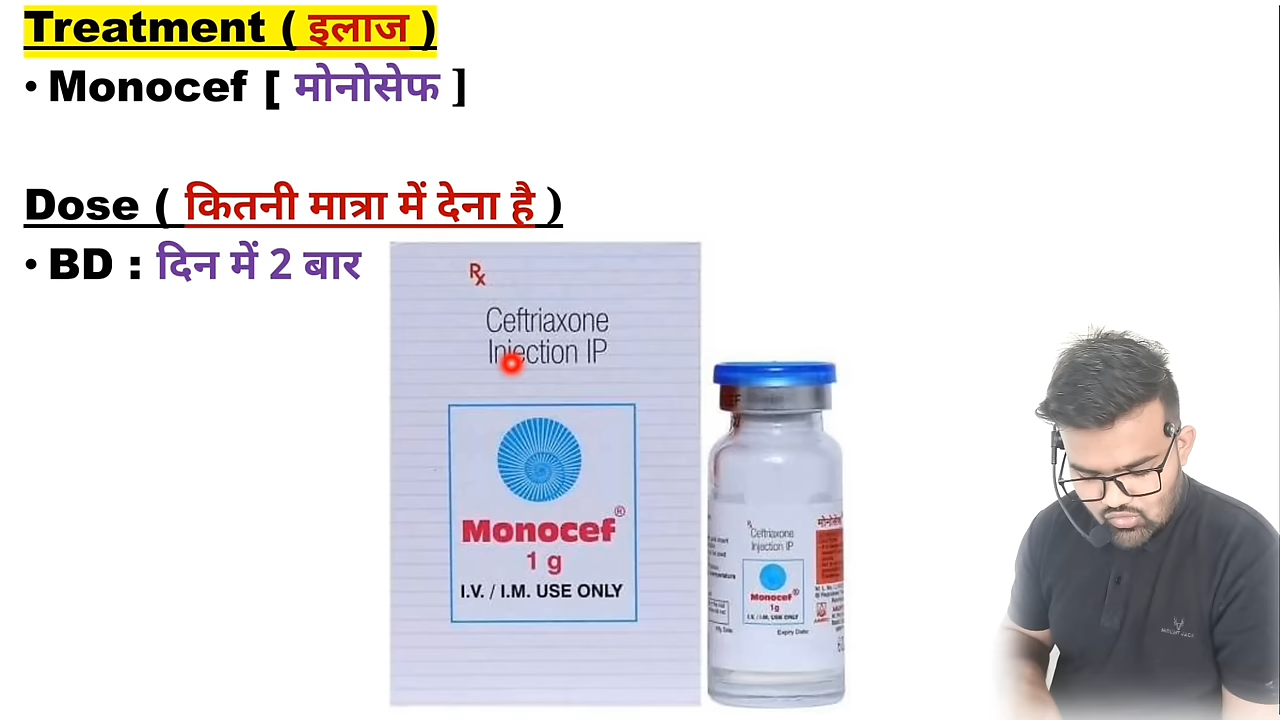 Treatment ( इलाज )
• Monocef [ मोनोसेफ ]
Dose ( कितनी मात्रा में देना है )
• BD : दिन में 2 बार
Rx
Ceftriaxone
Injection IP
Monocef®
1 g
I.V. / I.M. USE ONLY
Ceftriaxone
Injection IP
Monocef®
1g
I.V. / I.M. USE ONLY
Expiry Date: